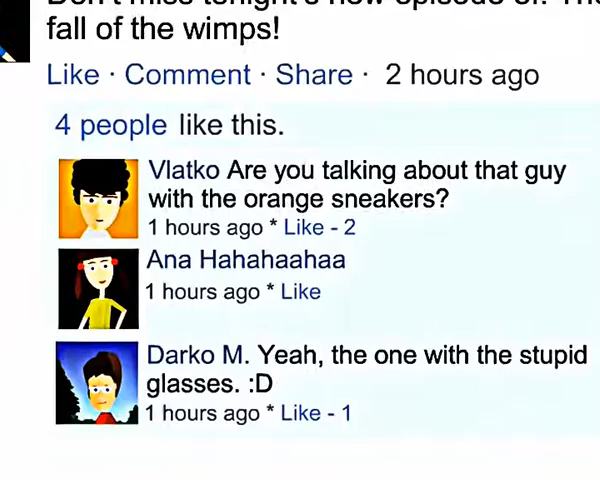 fall of the wimps!
Like · Comment · Share · 2 hours ago
4 people like this.
Vlatko Are you talking about that guy
with the orange sneakers?
1 hours ago * Like - 2
Ana Hahahaahaa
1 hours ago * Like
Darko M. Yeah, the one with the stupid
glasses. :D
1 hours ago * Like - 1